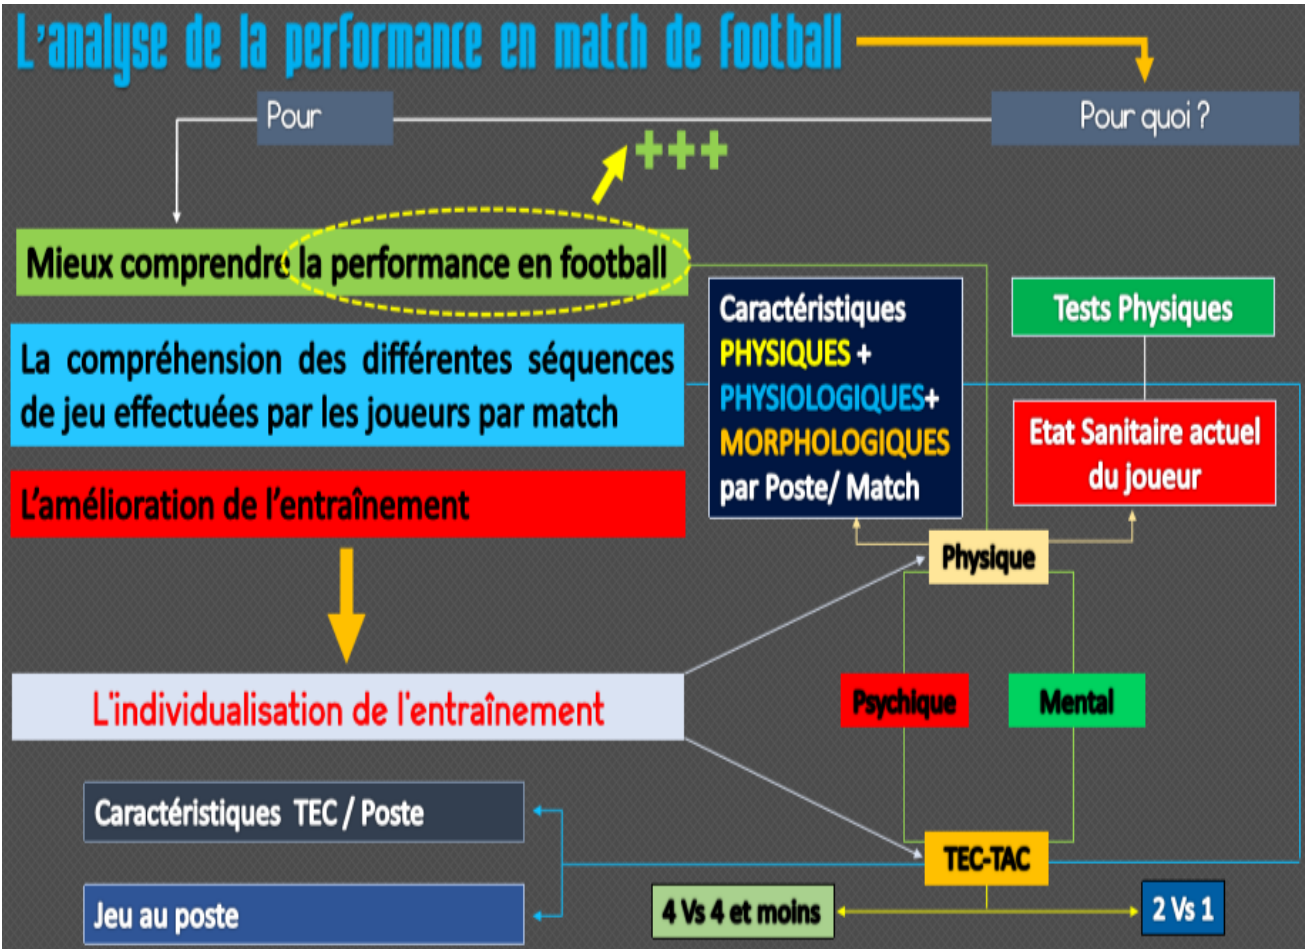 L'analyse de la performance en match de football
Pour
Pour quoi ?
+++
Mieux comprendre la performance en football
La compréhension des différentes séquences
de jeu effectuées par les joueurs par match
L'amélioration de l'entraînement
Caractéristiques
PHYSIQUES +
PHYSIOLOGIQUES+
MORPHOLOGIQUES
par Poste/ Match
Tests Physiques
Etat Sanitaire actuel
du joueur
Physique
L'individualisation de l'entraînement
Psychique
Mental
Caractéristiques TEC / Poste
TEC-TAC
Jeu au poste
4 Vs 4 et moins
2 Vs 1